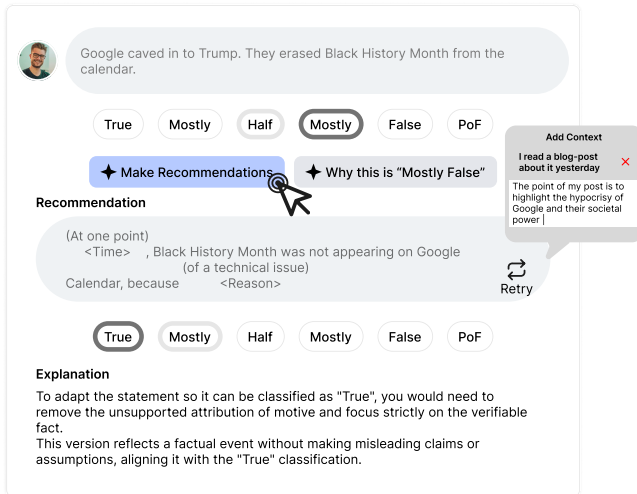 Google caved in to Trump. They erased Black History Month from the
calendar.
True
Mostly
Half
Mostly
False
PoF
Make Recommendations
Why this is “Mostly False”
Add Context
I read a blog-post
about it yesterday
The point of my post is to
highlight the hypocrisy of
Google and their societal
power
Recommendation
(At one point)
<Time> , Black History Month was not appearing on Google
(of a technical issue)
Calendar, because <Reason>
Retry
True
Mostly
Half
Mostly
False
PoF
Explanation
To adapt the statement so it can be classified as "True", you would need to
remove the unsupported attribution of motive and focus strictly on the verifiable
fact.
This version reflects a factual event without making misleading claims or
assumptions, aligning it with the "True" classification.